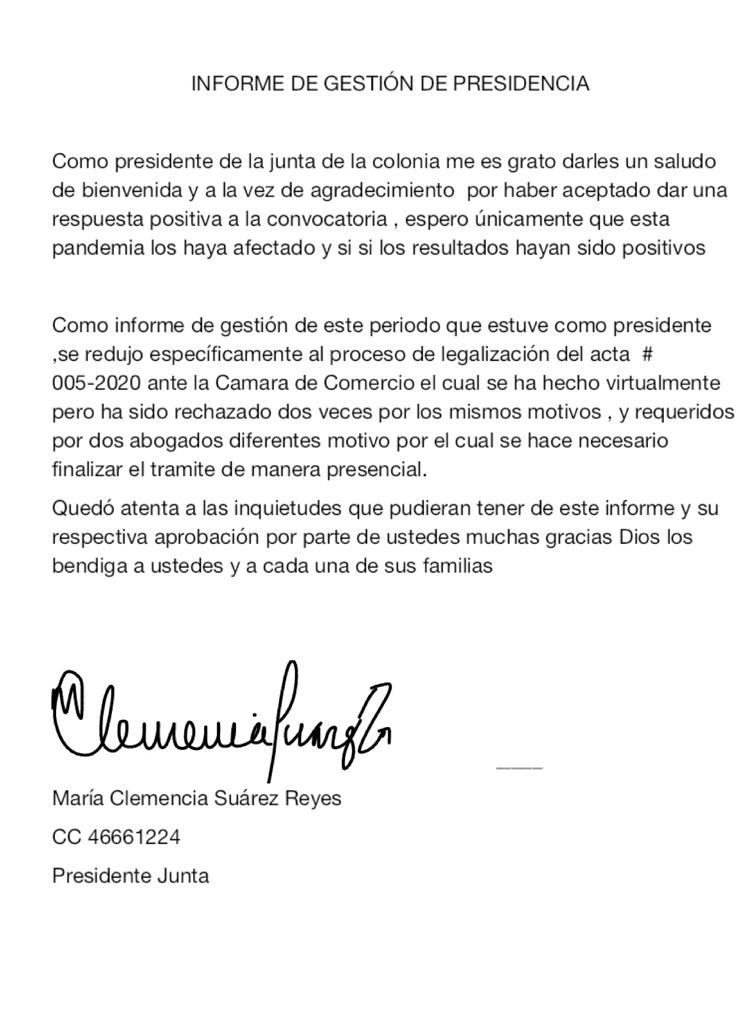 INFORME DE GESTIÓN DE PRESIDENCIA
Como presidente de la junta de la colonia me es grato darles un saludo
de bienvenida y a la vez de agradecimiento  por haber aceptado dar una
respuesta positiva a la convocatoria , espero únicamente que esta
pandemia los haya afectado y si si los resultados hayan sido positivos
Como informe de gestión de este periodo que estuve como presidente
,se redujo específicamente al proceso de legalización del acta  #
005-2020 ante la Camara de Comercio el cual se ha hecho virtualmente
pero ha sido rechazado dos veces por los mismos motivos , y requeridos
por dos abogados diferentes motivo por el cual se hace necesario
finalizar el tramite de manera presencial.
Quedó atenta a las inquietudes que pudieran tener de este informe y su
respectiva aprobación por parte de ustedes muchas gracias Dios los
bendiga a ustedes y a cada una de sus familias
M Clemencia Suárez R
María Clemencia Suárez Reyes
CC 46661224
Presidente Junta